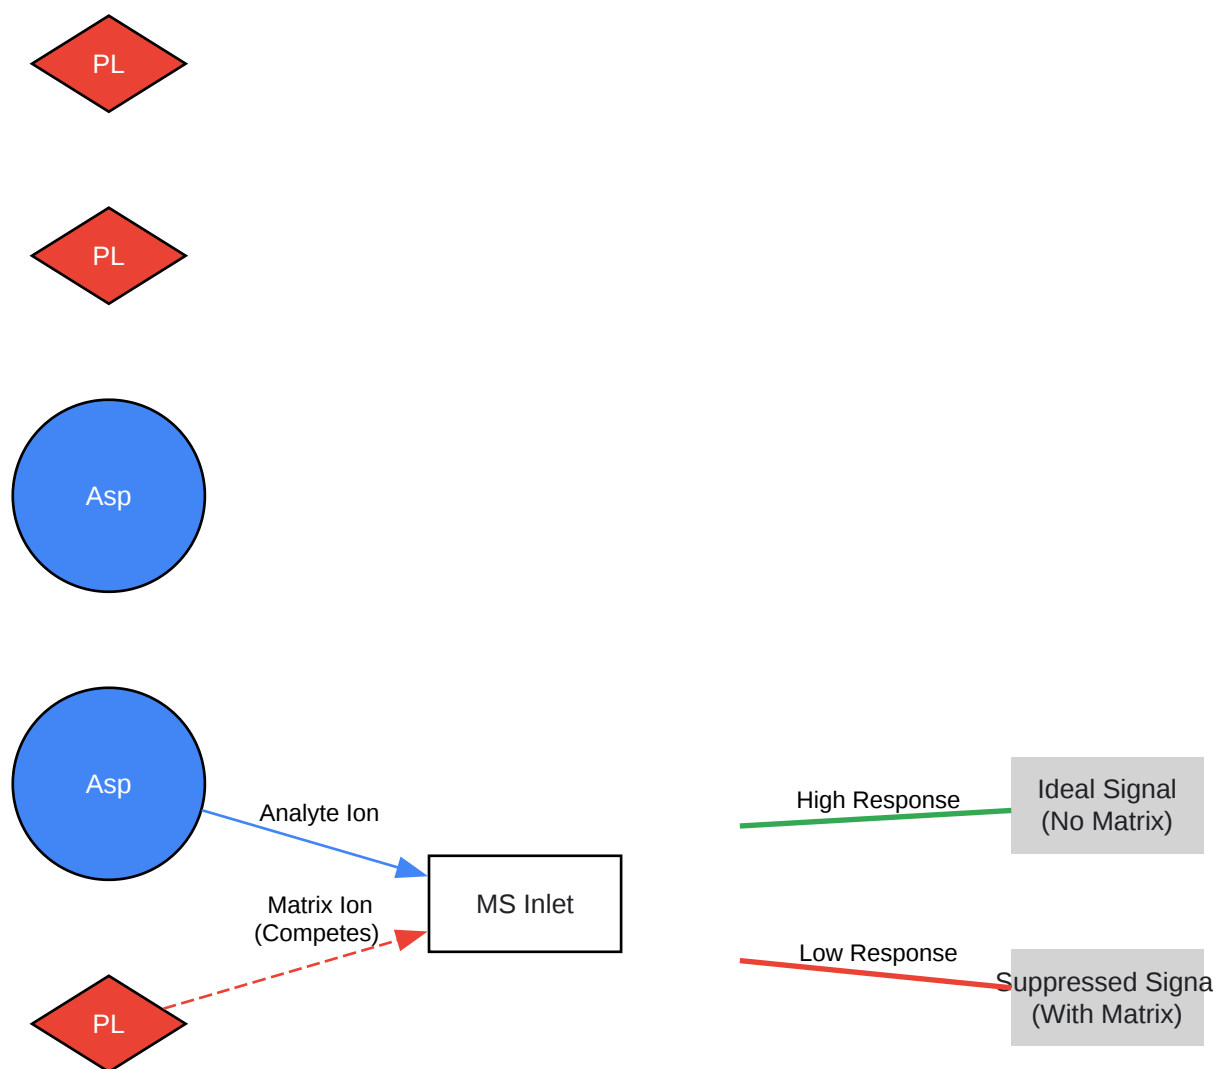 PL
PL
Asp
Asp
Analyte Ion
High Response
Ideal Signal
(No Matrix)
Matrix Ion
(Competes)
MS Inlet
Low Response
Suppressed Signa
(With Matrix)
PL